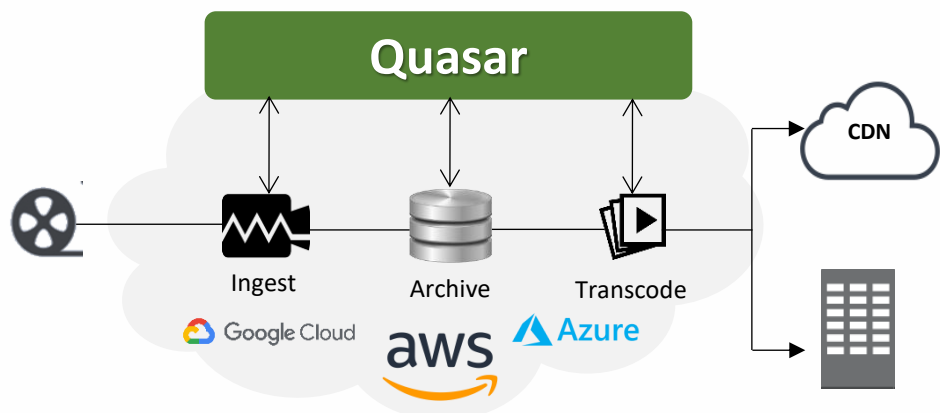 Quasar
CDN
Ingest
Archive
Transcode
Google Cloud
aws
Azure